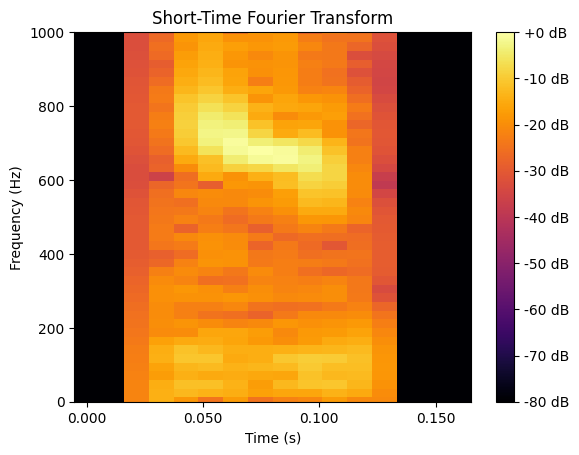 Short-Time Fourier Transform
1000
800
600
400
200
0
Frequency (Hz)
0.000
0.050
0.100
0.150
Time (s)
+0 dB
-10 dB
-20 dB
-30 dB
-40 dB
-50 dB
-60 dB
-70 dB
-80 dB